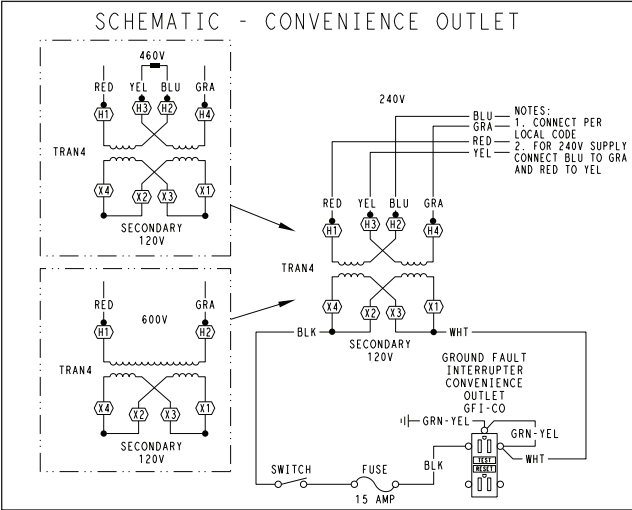 SCHEMATIC - CONVENIENCE OUTLET
460V
RED YEL BLU GRA
H1 H3 H2 H4
TRAN4
X4 X2 X3 X1
SECONDARY
120V
RED GRA
600V
H1 H2
TRAN4
X4 X2 X3 X1
SECONDARY
120V
240V
BLU
GRA
RED
YEL
NOTES:
1. CONNECT PER
LOCAL CODE
2. FOR 240V SUPPLY
CONNECT BLU TO GRA
AND RED TO YEL
RED YEL BLU GRA
H1 H3 H2 H4
TRAN4
X4 X2 X3 X1
BLK WHT
SECONDARY
120V
GROUND FAULT
INTERRUPTER
CONVENIENCE
OUTLET
GFI-CO
GRN-YEL
GRN-YEL
WHT
BLK
TEST
RESET
SWITCH FUSE
15 AMP